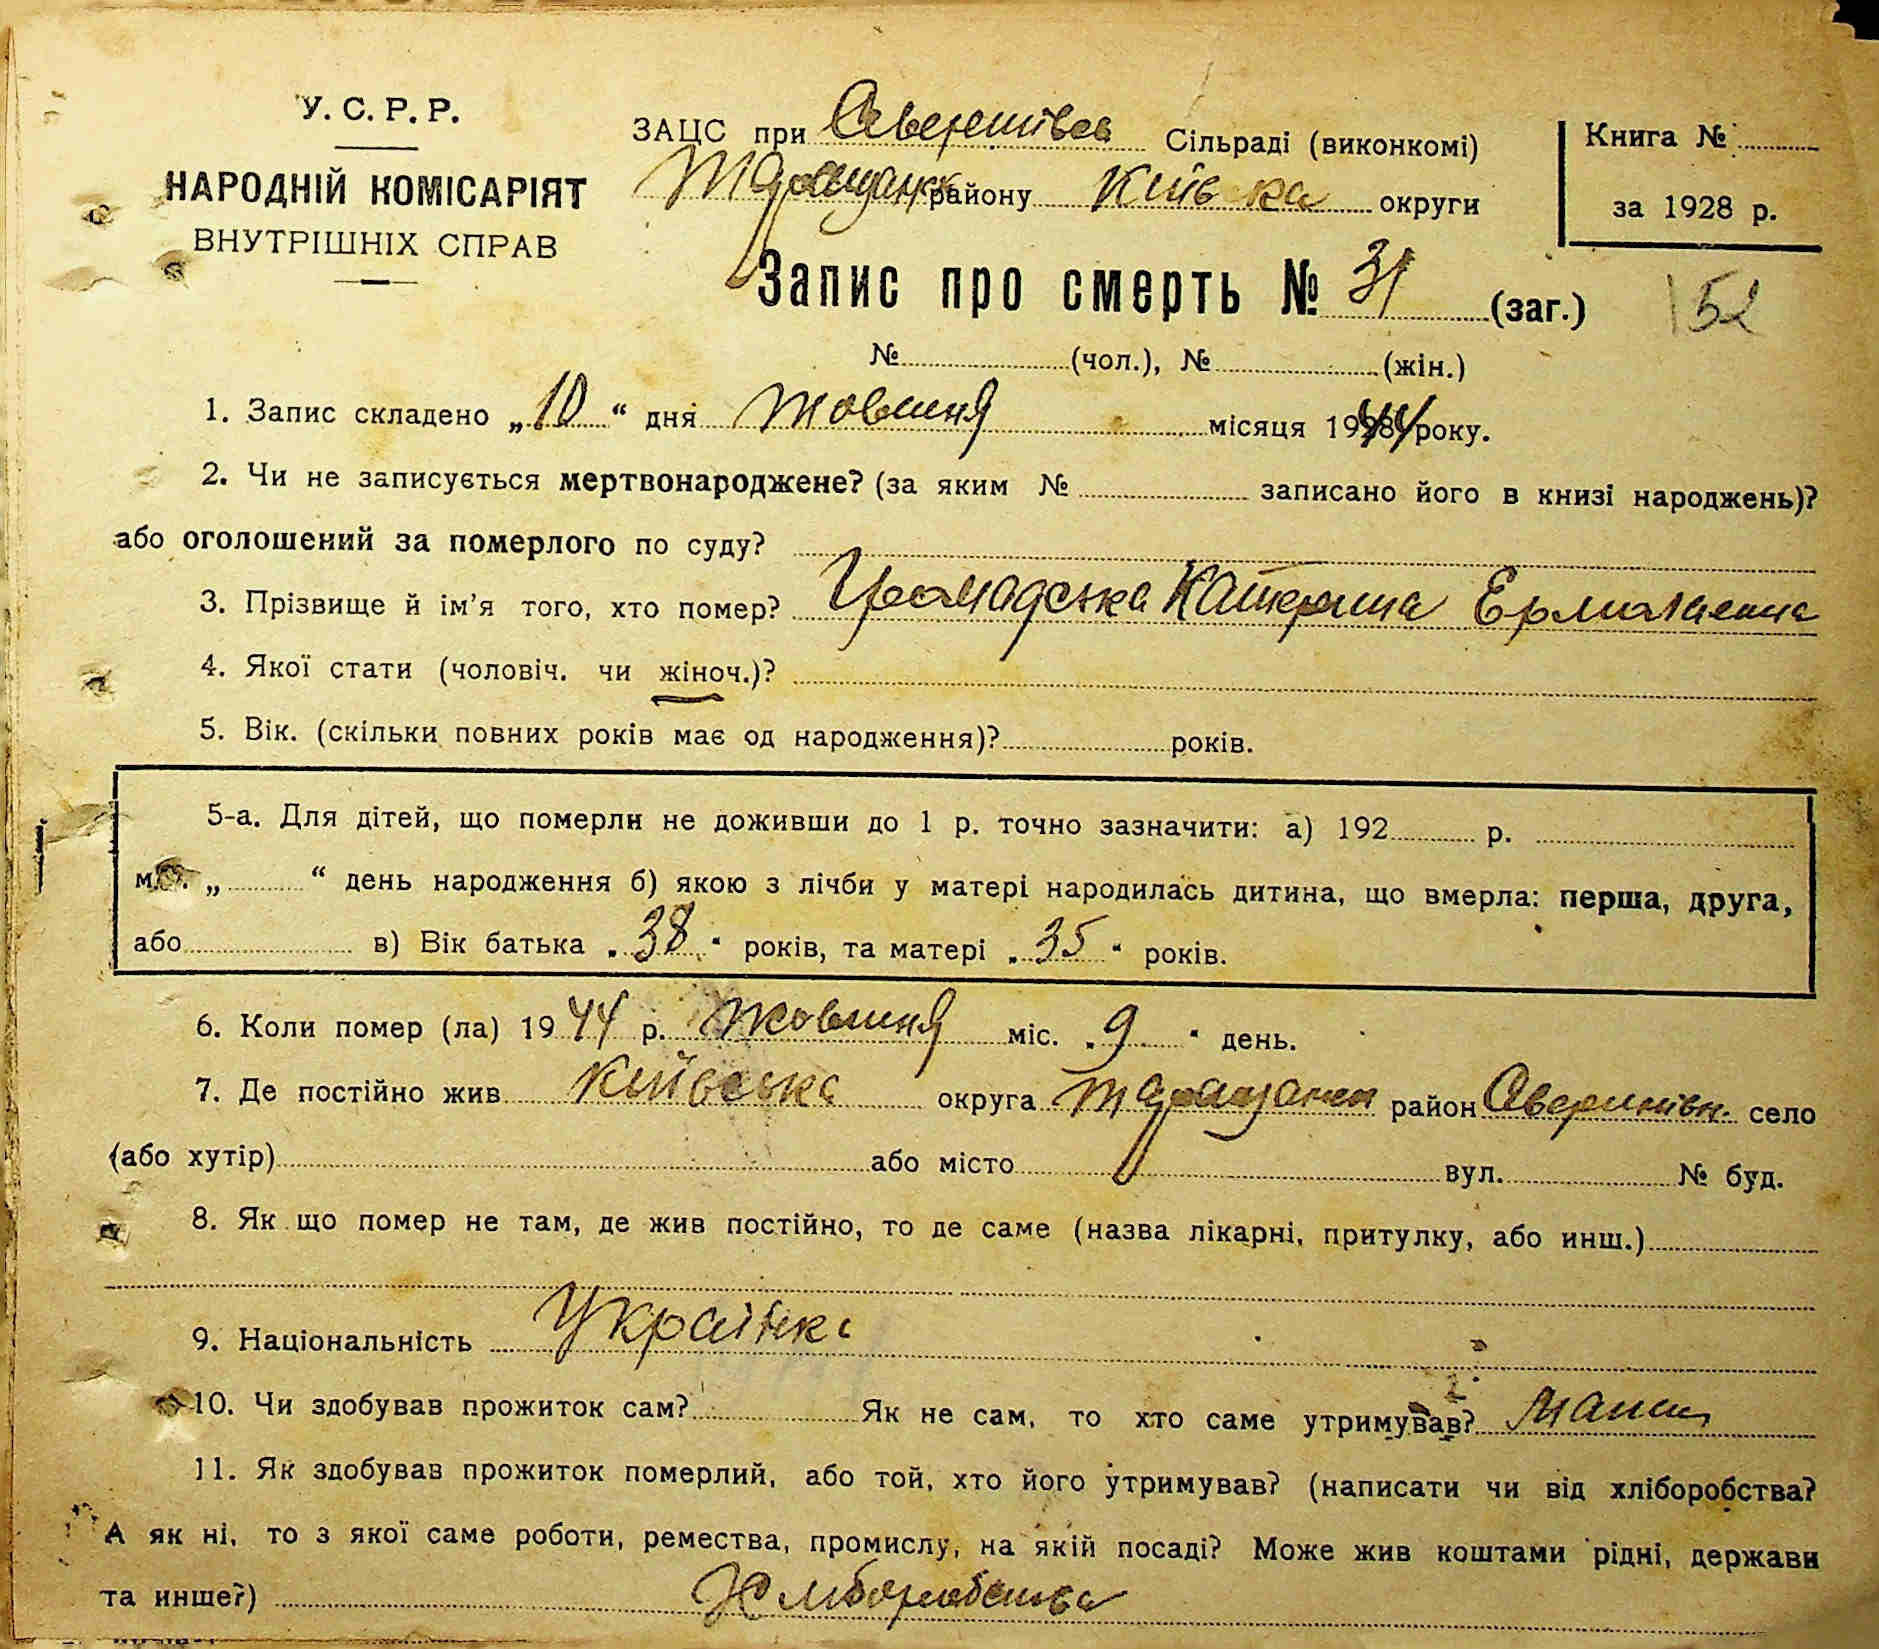 У. С. Р. Р.
НАРОДНІЙ КОМІСАРІЯТ
ВНУТРІШНІХ СПРАВ
ЗАЦС при Сільраді (виконкомі)
району Київська округи
Книга №
за 1928 р.
Запис про смерть № 31 (заг.)
152
№ (чол.), № (жін.)
1. Запис складено „10“ дня жовтня місяця 1944 року.
2. Чи не записується мертвонароджене? (за яким № записано його в книзі народжень)?
або оголошений за померлого по суду?
3. Прізвище й ім'я того, хто помер? Громадська Катерина
4. Якої стати (чоловіч. чи жіноч.)?
5. Вік. (скільки повних років має од народження)? років.
5-а. Для дітей, що померли не доживши до 1 р. точно зазначити: а) 192 р.
м. „ “ день народження б) якою з лічби у матері народилась дитина, що вмерла: перша, друга,
або в) Вік батька „38“ років, та матері „35“ років.
6. Коли помер (ла) 1944 р. жовтня міс. „9“ день.
7. Де постійно жив Київська округа район село
(або хутір) або місто вул. № буд.
8. Як що помер не там, де жив постійно, то де саме (назва лікарні, притулку, або инш.)
9. Національність Українка
10. Чи здобував прожиток сам? Як не сам, то хто саме утримував? Мати
11. Як здобував прожиток померлий, або той, хто його утримував? (написати чи від хліборобства?
А як ні, то з якої саме роботи, ремества, промислу, на якій посаді? Може жив коштами рідні, держави
та инше?) Хліборобства